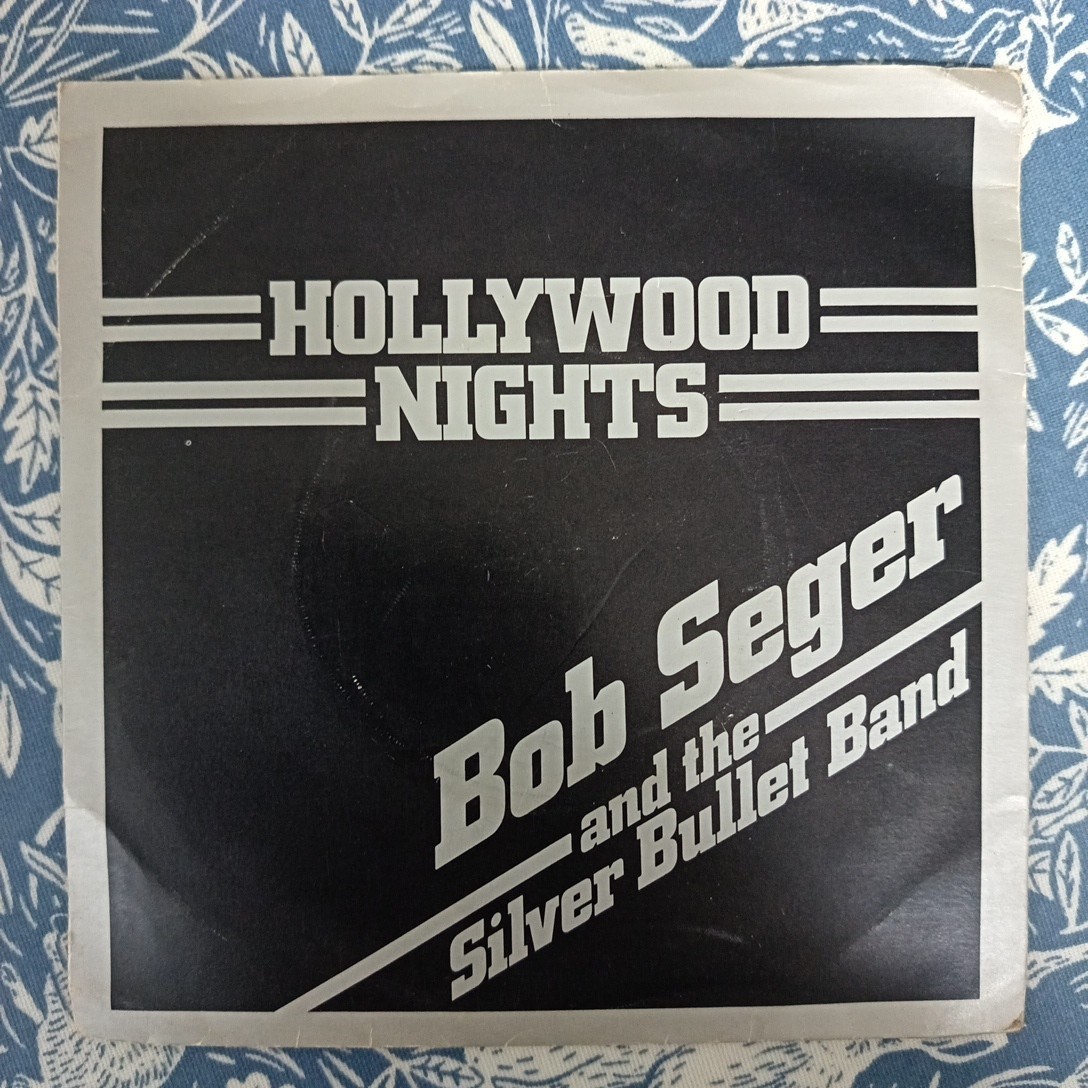 HOLLYWOOD
NIGHTS
Bob Seger
and the
Silver Bullet Band